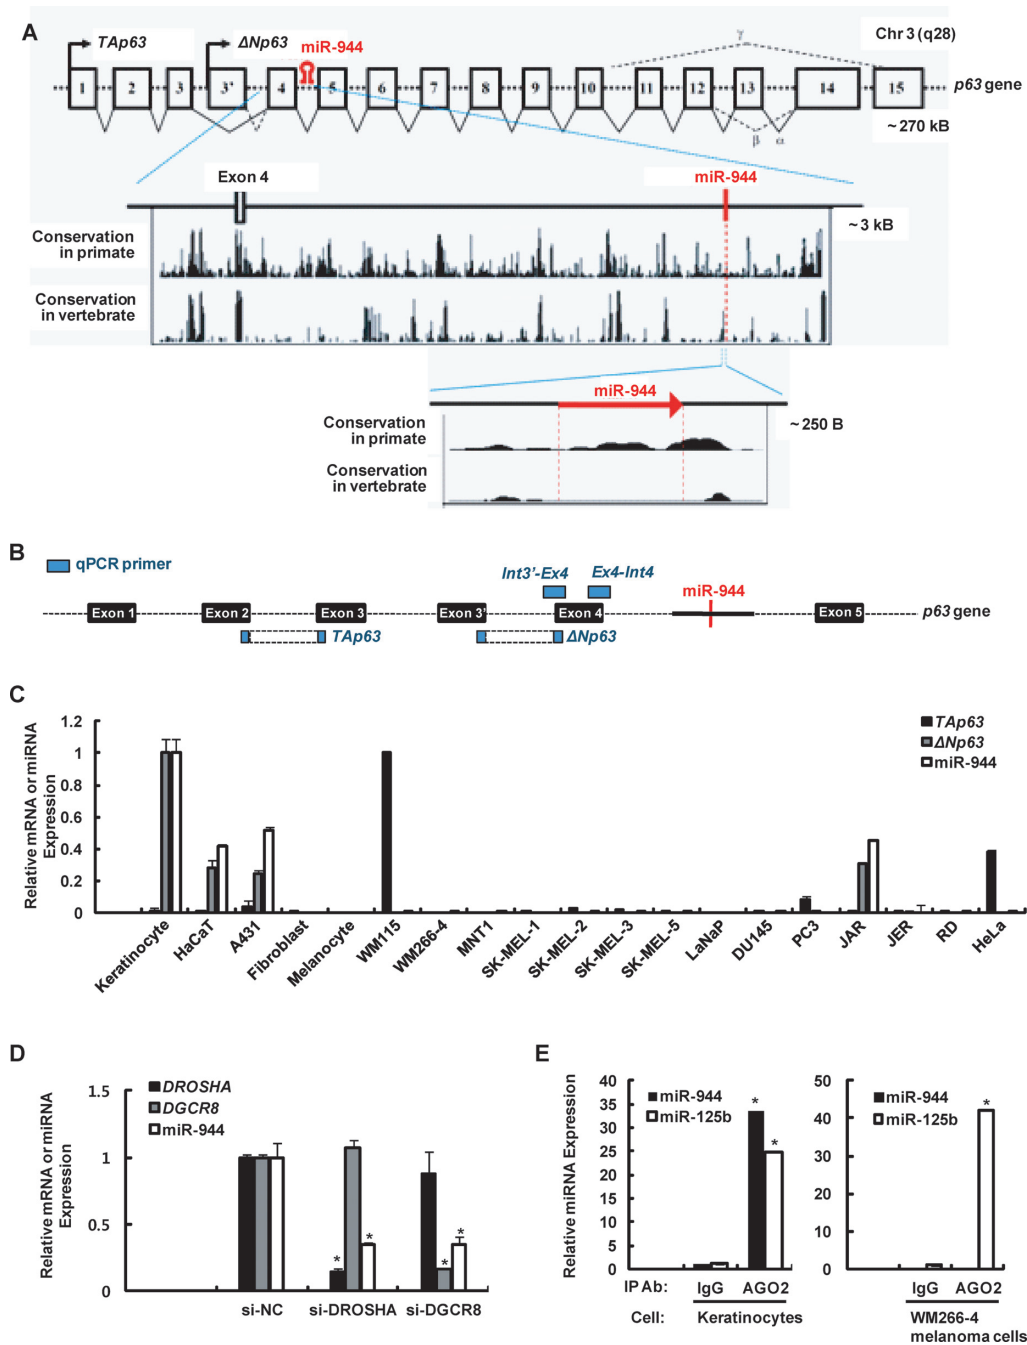 A
TAp63
ΔNp63
miR-944
Chr 3 (q28)
γ
1 2 3 3' 4 5 6 7 8 9 10 11 12 13 14 15
p63 gene
β α
~ 270 kB
Exon 4
miR-944
~ 3 kB
Conservation
in primate
Conservation
in vertebrate
miR-944
~ 250 B
Conservation
in primate
Conservation
in vertebrate
B
qPCR primer
Int3'-Ex4
Ex4-Int4
miR-944
Exon 1 Exon 2 Exon 3 Exon 3' Exon 4 Exon 5
p63 gene
TAp63
ΔNp63
C
Relative mRNA or miRNA
Expression
1.2
1
0.8
0.6
0.4
0.2
0
TAp63
ΔNp63
miR-944
Keratinocyte
HaCaT
A431
Fibroblast
Melanocyte
WM115
WM266-4
MNT1
SK-MEL-1
SK-MEL-2
SK-MEL-3
SK-MEL-5
LaNaP
DU145
PC3
JAR
JER
RD
HeLa
D
Relative mRNA or miRNA
Expression
1.5
1
0.5
0
DROSHA
DGCR8
miR-944
* * * *
si-NC si-DROSHA si-DGCR8
E
Relative miRNA Expression
40
35
30
25
20
15
10
5
0
miR-944
miR-125b
* *
IP Ab: IgG AGO2
Cell: Keratinocytes
50
40
30
20
10
0
miR-944
miR-125b
*
IgG AGO2
WM266-4
melanoma cells